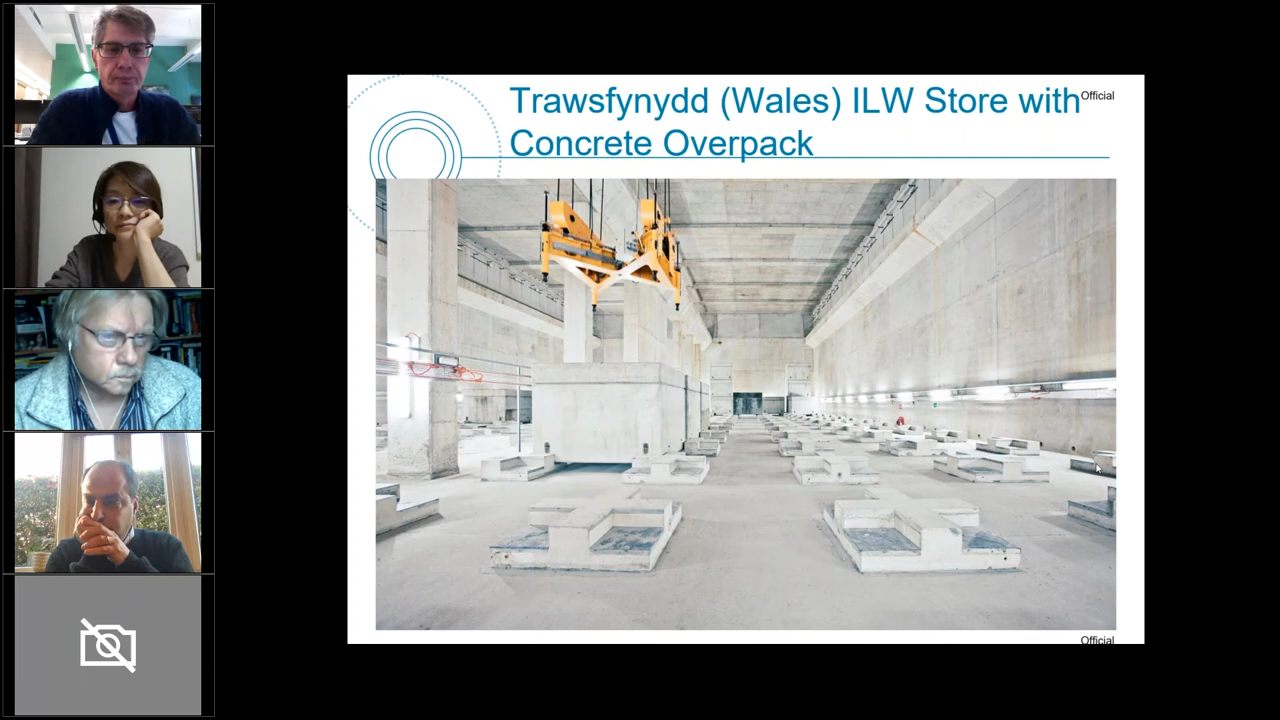 Trawsfynydd (Wales) ILW Store with
Concrete Overpack
Official
Official